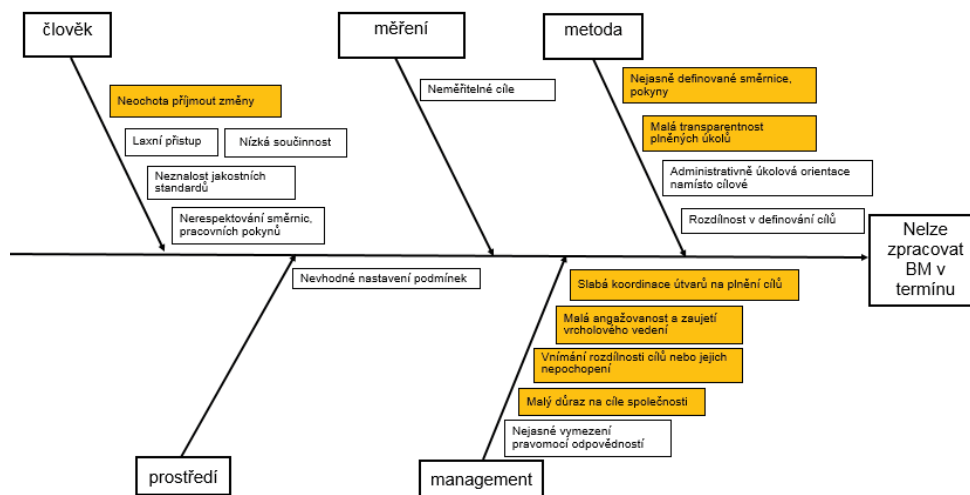 člověk
měření
metoda
Neochota příjmout změny
Laxní přistup
Nízká součinnost
Neznalost jakostních
standardů
Nerespektování směrnic,
pracovních pokynů
Neměřitelné cíle
Nejasně definované směrnice,
pokyny
Malá transparentnost
plněných úkolů
Administrativně úkolová orientace
namísto cílové
Rozdílnost v definování cílů
Nelze
zpracovat
BM v
termínu
Nevhodné nastavení podmínek
Slabá koordinace útvarů na plnění cílů
Malá angažovanost a zaujetí
vrcholového vedení
Vnímání rozdílnosti cílů nebo jejich
nepochopení
Malý důraz na cíle společnosti
Nejasné vymezení
pravomocí odpovědností
prostředí
management